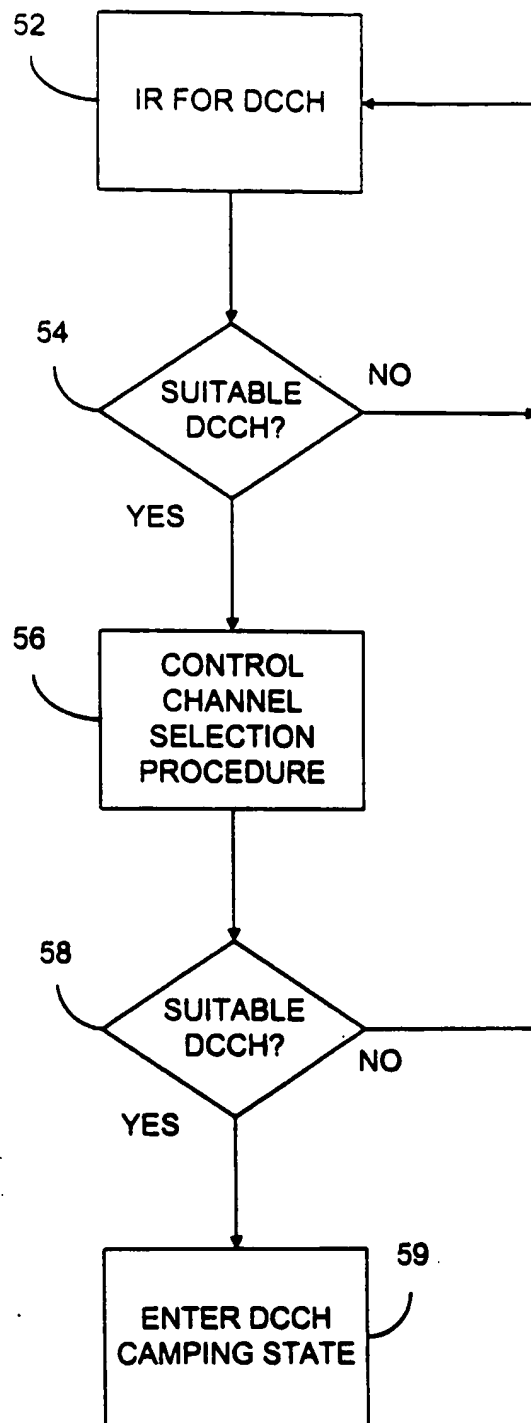 52
IR FOR DCCH
54
SUITABLE
DCCH?
NO
YES
56
CONTROL
CHANNEL
SELECTION
PROCEDURE
58
SUITABLE
DCCH?
NO
YES
59
ENTER DCCH
CAMPING STATE